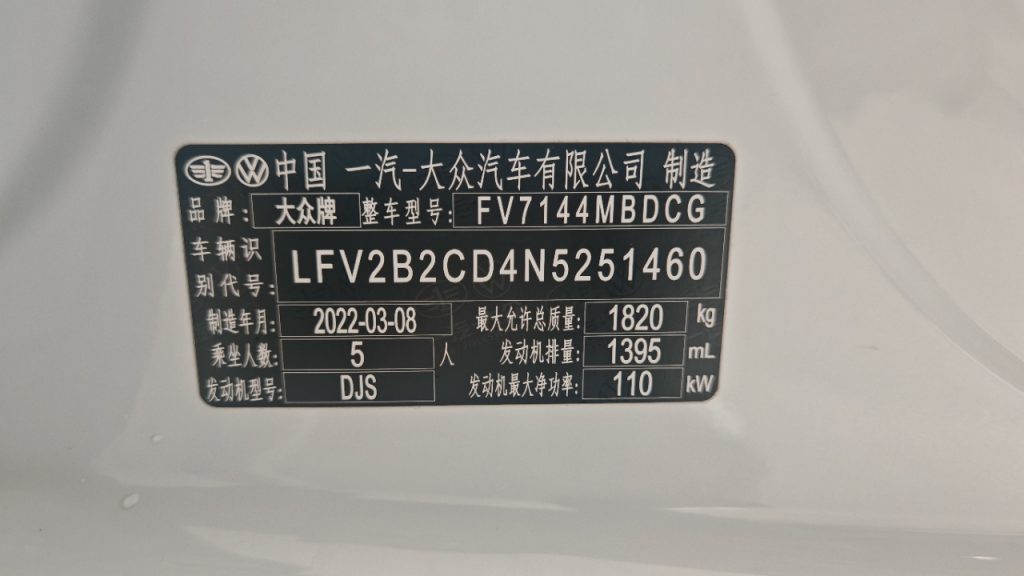 中国 一汽-大众汽车有限公司 制造
品牌: 大众牌 整车型号: FV7144MBDCG
车辆识别代号: LFV2B2CD4N5251460
制造年月: 2022-03-08 最大允许总质量: 1820 kg
乘坐人数: 5 人 发动机排量: 1395 mL
发动机型号: DJS 发动机最大净功率: 110 kW